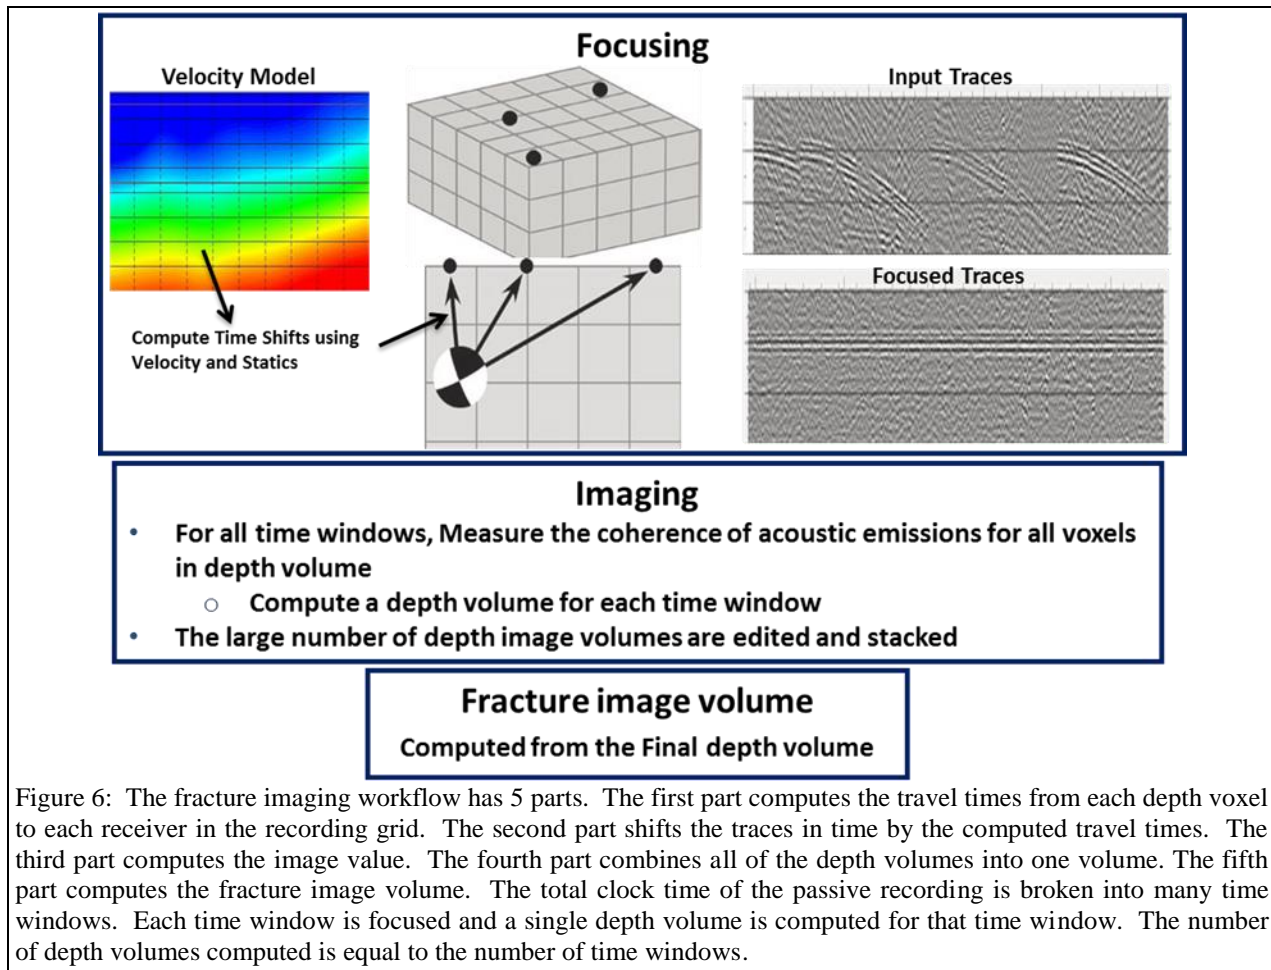 Focusing
Velocity Model
Input Traces
Focused Traces
Compute Time Shifts using
Velocity and Statics
Imaging
• For all time windows, Measure the coherence of acoustic emissions for all voxels
in depth volume
○ Compute a depth volume for each time window
• The large number of depth image volumes are edited and stacked
Fracture image volume
Computed from the Final depth volume
Figure 6:  The fracture imaging workflow has 5 parts.  The first part computes the travel times from each depth voxel
to each receiver in the recording grid.  The second part shifts the traces in time by the computed travel times.  The
third part computes the image value.  The fourth part combines all of the depth volumes into one volume. The fifth
part computes the fracture image volume.  The total clock time of the passive recording is broken into many time
windows.  Each time window is focused and a single depth volume is computed for that time window.  The number
of depth volumes computed is equal to the number of time windows.